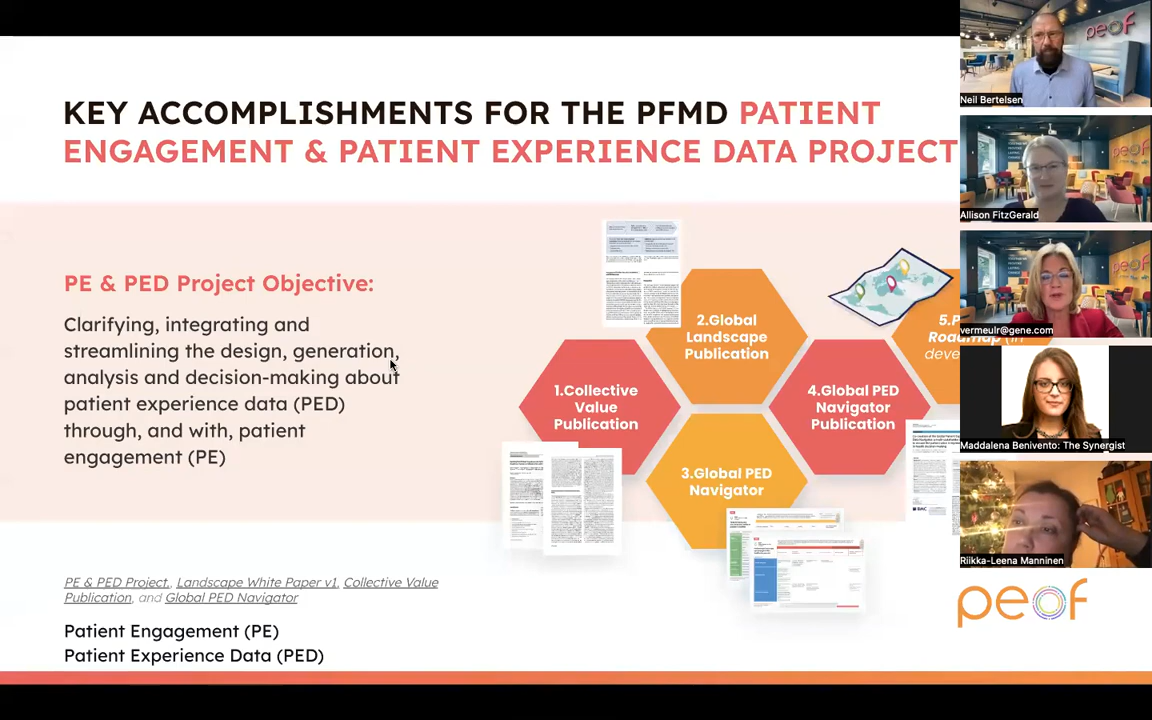 KEY ACCOMPLISHMENTS FOR THE PFMD PATIENT
ENGAGEMENT & PATIENT EXPERIENCE DATA PROJECT
PE & PED Project Objective:
Clarifying, integrating and
streamlining the design, generation,
analysis and decision-making about
patient experience data (PED)
through, and with, patient
engagement (PE)
1.Collective
Value
Publication
2.Global
Landscape
Publication
3.Global PED
Navigator
4.Global PED
Navigator
Publication
(in
PE & PED Project, Landscape White Paper v1, Collective Value
Publication, and Global PED Navigator
Patient Engagement (PE)
Patient Experience Data (PED)
peof
Neil Bertelsen
peof
Allison FitzGerald
vermeulr@gene.com
Maddalena Benivento: The Synergist
Riikka-Leena Manninen
peof